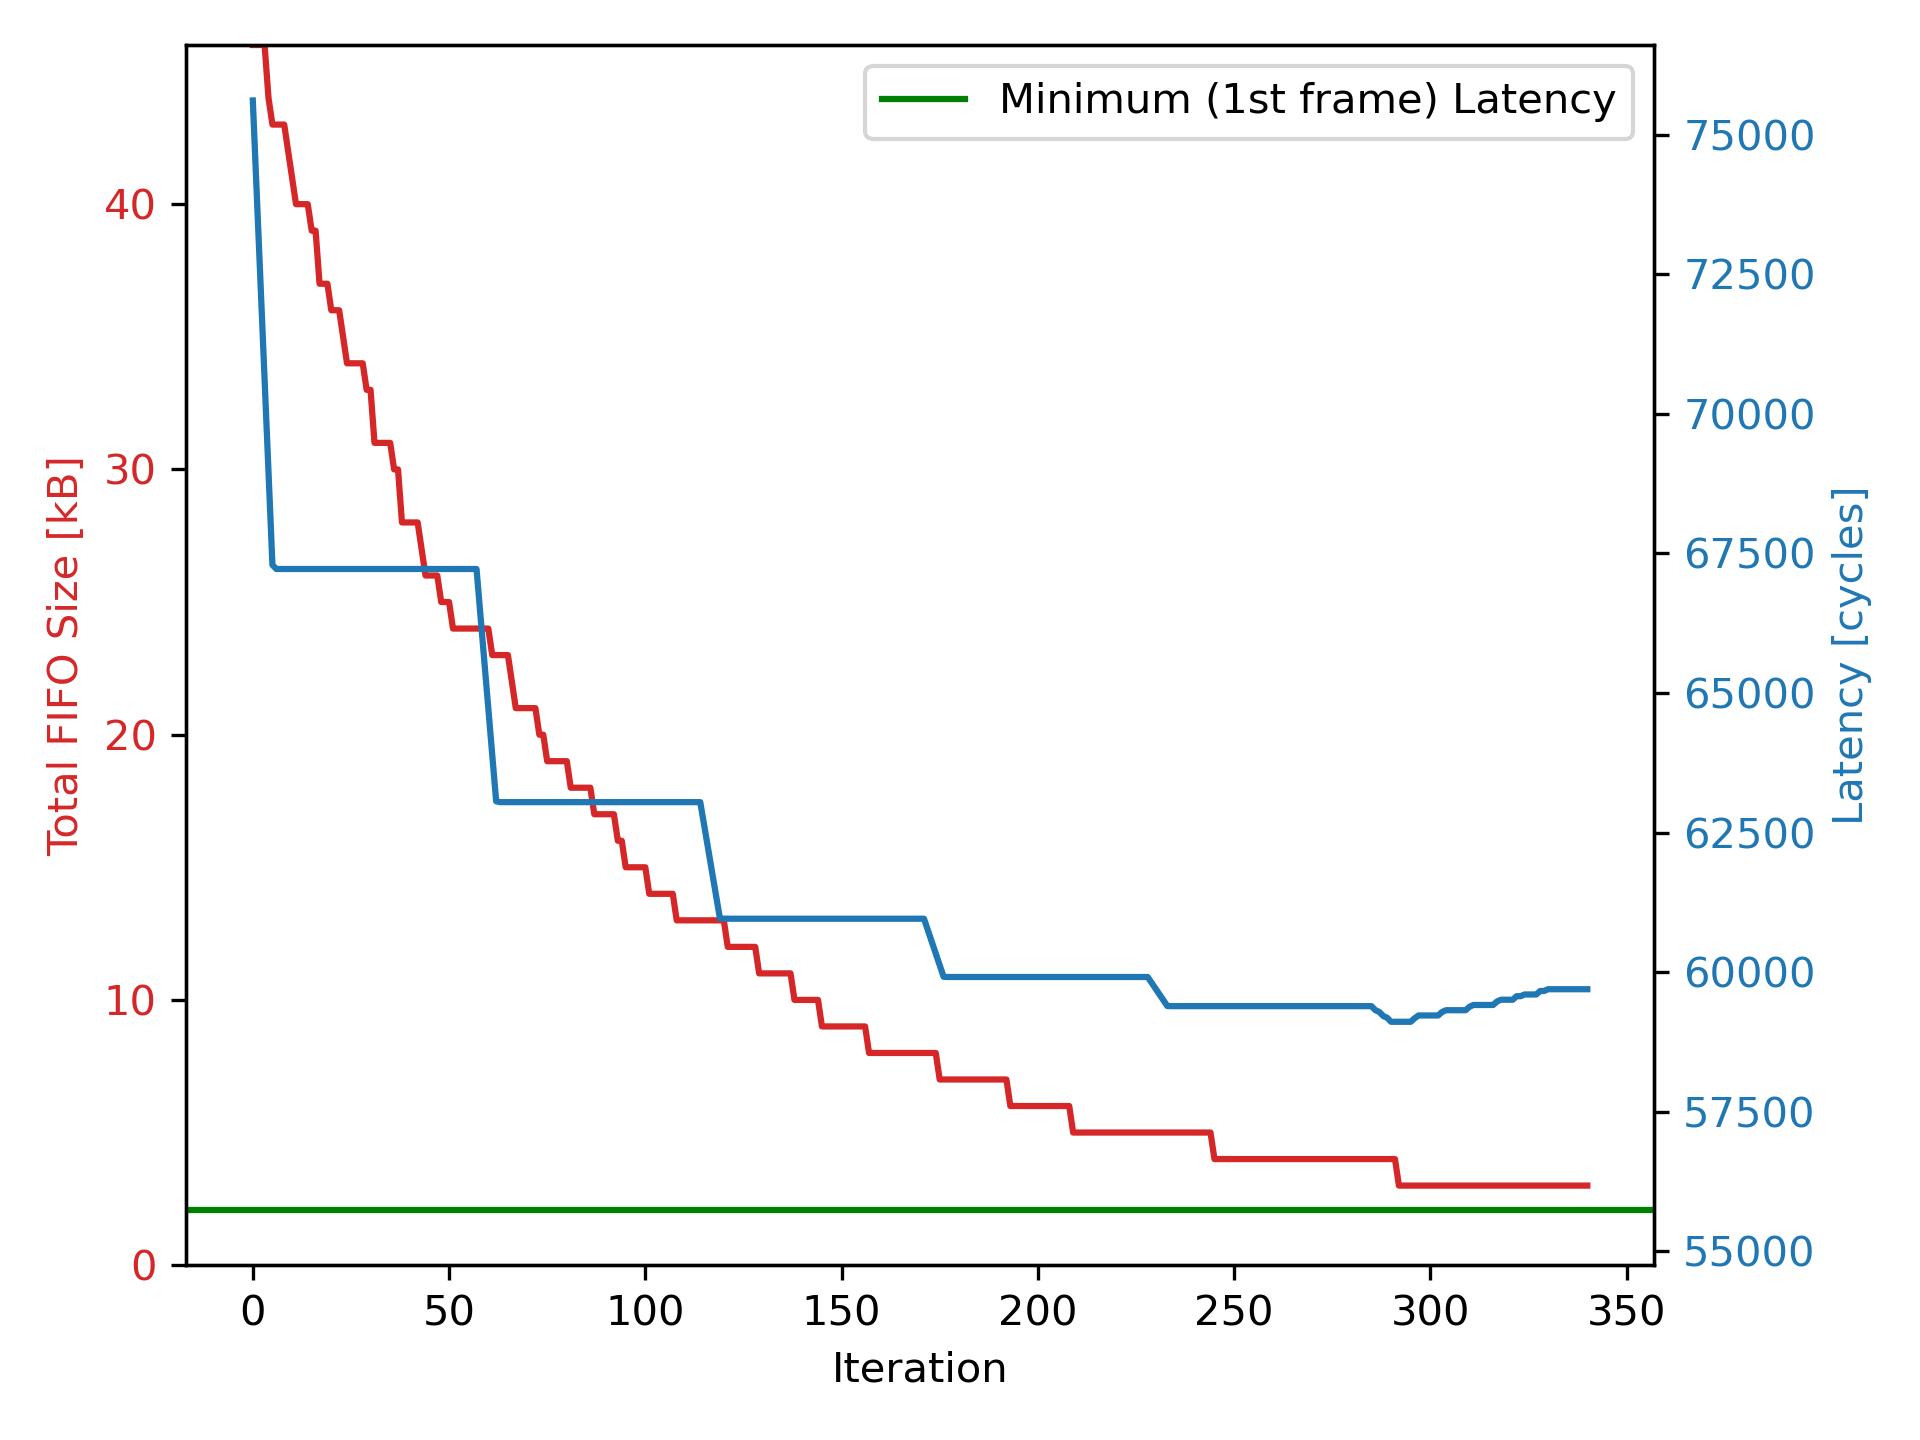 Minimum (1st frame) Latency
Total FIFO Size [kB]
40
30
20
10
0
75000
72500
70000
67500
65000
62500
60000
57500
55000
Latency [cycles]
0 50 100 150 200 250 300 350
Iteration